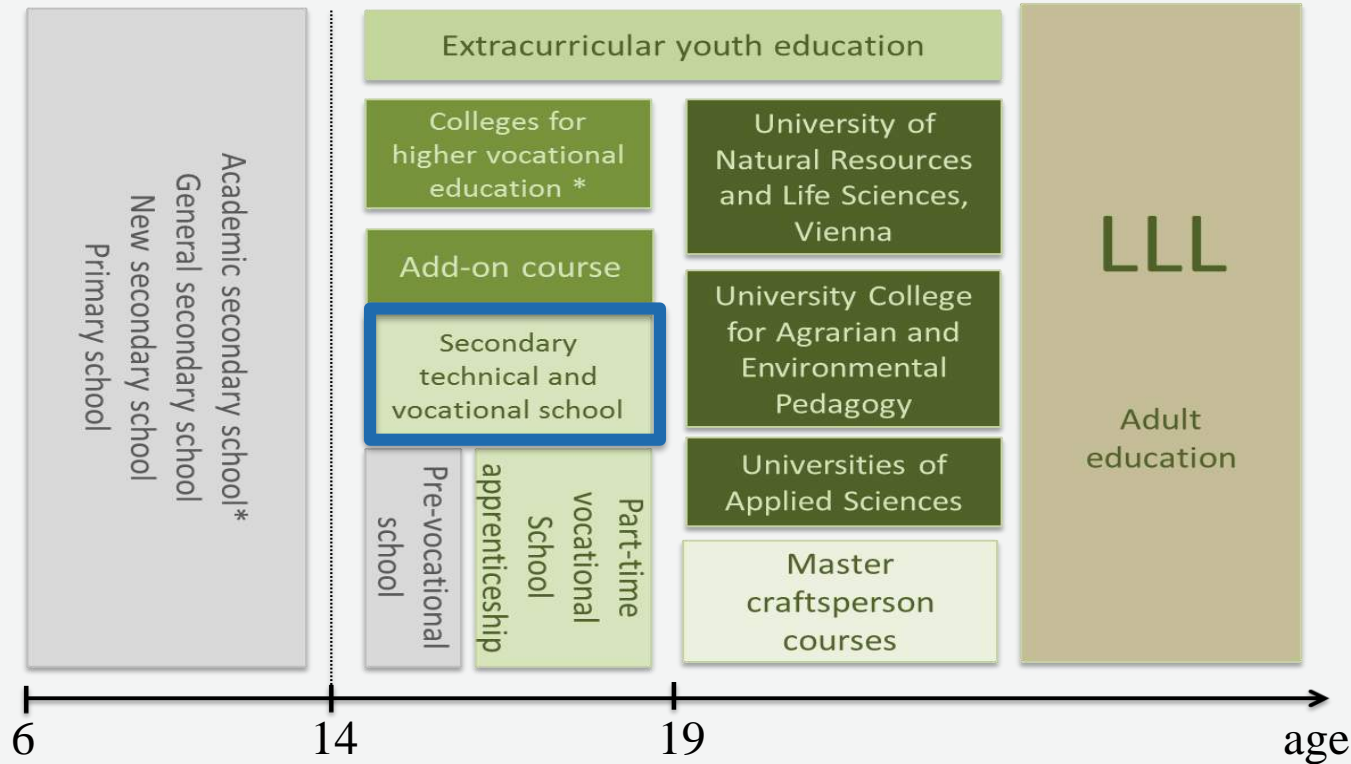 Academic secondary school*
General secondary school
New secondary school
Primary school
Extracurricular youth education
Colleges for
higher vocational
education *
Add-on course
Secondary
technical and
vocational school
Pre-vocational
school
Part-time
vocational
School
apprenticeship
University of
Natural Resources
and Life Sciences,
Vienna
University College
for Agrarian and
Environmental
Pedagogy
Universities of
Applied Sciences
Master
craftsperson
courses
LLL
Adult
education
6
14
19
age